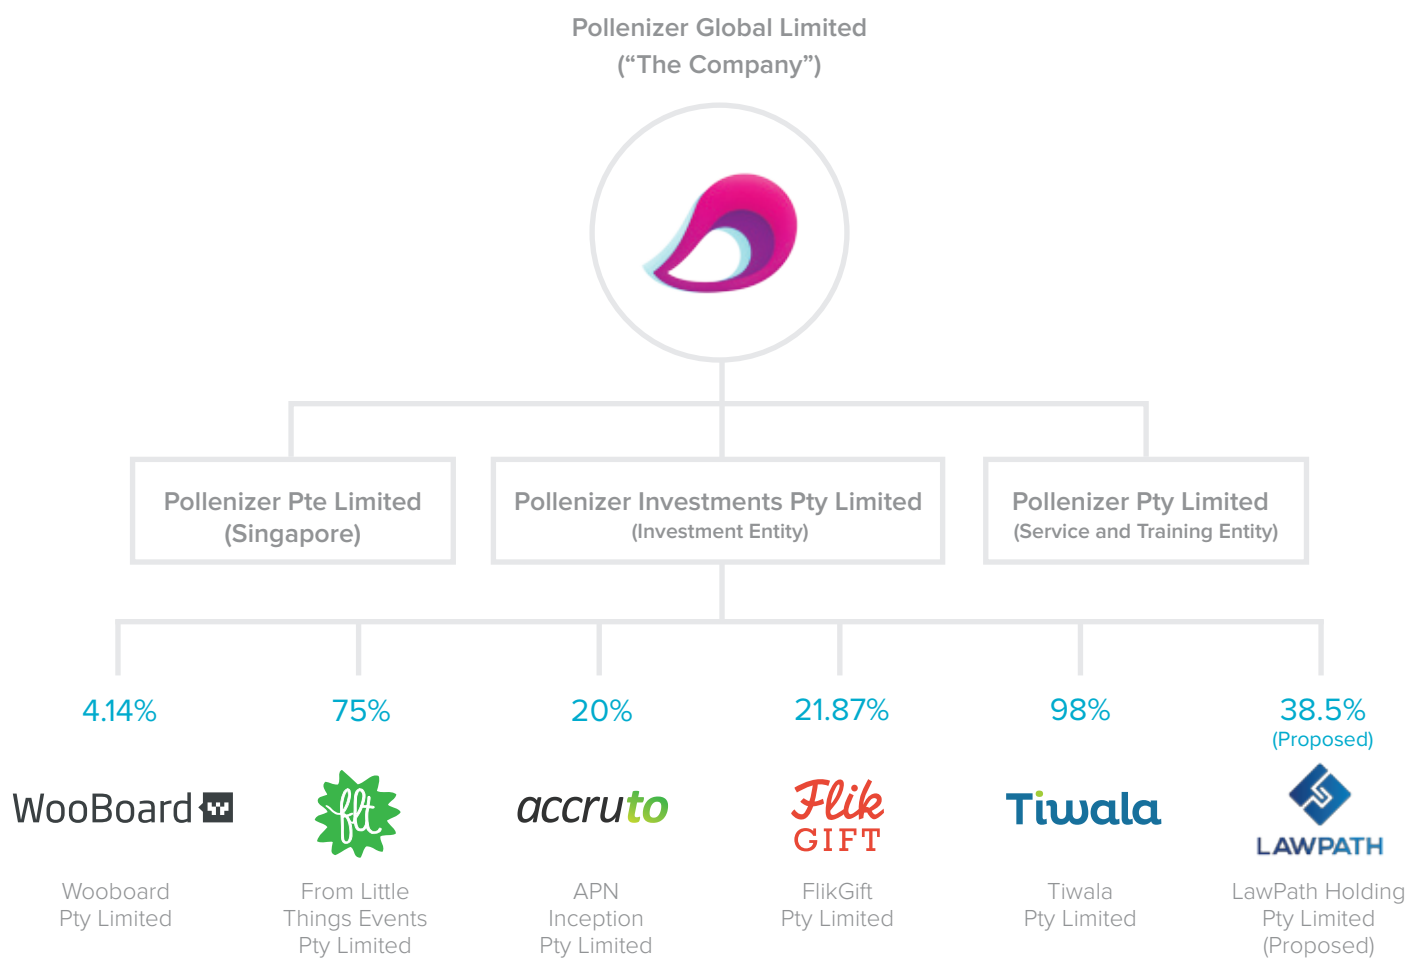 Pollenizer Global Limited
(“The Company”)
Pollenizer Pte Limited
(Singapore)
Pollenizer Investments Pty Limited
(Investment Entity)
Pollenizer Pty Limited
(Service and Training Entity)
4.14%
75%
20%
21.87%
98%
38.5%
(Proposed)
WooBoard
flt
accruto
Flik
GIFT
Tiwala
LAWPATH
Wooboard
Pty Limited
From Little
Things Events
Pty Limited
APN
Inception
Pty Limited
FlikGift
Pty Limited
Tiwala
Pty Limited
LawPath Holding
Pty Limited
(Proposed)